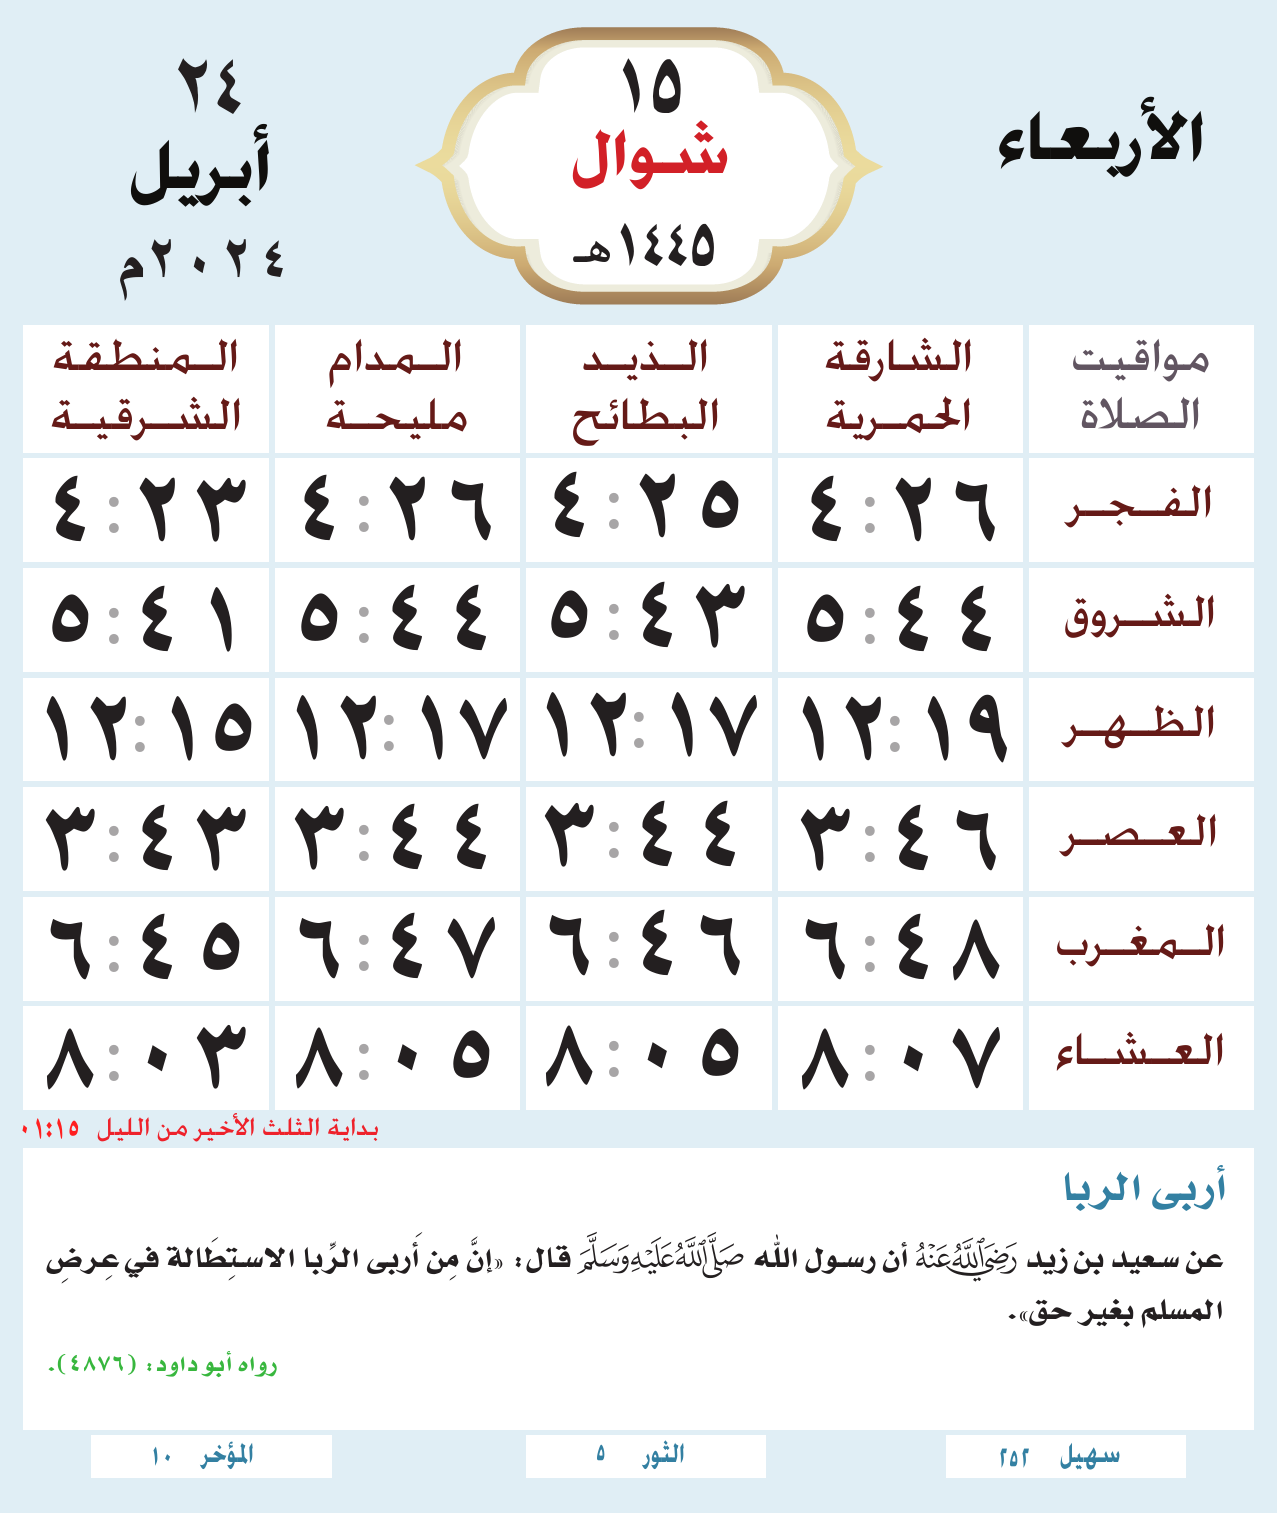 الأربعاء
١٥
شوال
١٤٤٥هـ
٢٤
أبريل
٢٠٢٤م
مواقيت الصلاة
الشارقة الحمرية
الذيد البطائح
المدام مليحة
المنطقة الشرقية
الفجر ٤:٢٦ ٤:٢٥ ٤:٢٦ ٤:٢٣
الشروق ٥:٤٤ ٥:٤٣ ٥:٤٤ ٥:٤١
الظهر ١٢:١٩ ١٢:١٧ ١٢:١٧ ١٢:١٥
العصر ٣:٤٦ ٣:٤٤ ٣:٤٤ ٣:٤٣
المغرب ٦:٤٨ ٦:٤٦ ٦:٤٧ ٦:٤٥
العشاء ٨:٠٧ ٨:٠٥ ٨:٠٥ ٨:٠٣
بداية الثلث الأخير من الليل ٠١:١٥
أربى الربا
عن سعيد بن زيد رَضِيَ اللَّهُ عَنْهُ أن رسول الله صَلَّى اللَّهُ عَلَيْهِ وَسَلَّمَ قال: «إنَّ مِن أَربى الرِّبا الاستِطَالة في عِرضِ
المسلم بغير حق».
رواه أبو داود: (٤٨٧٦).
سهيل ٢٥٢
الثور ٥
المؤخر ١٠